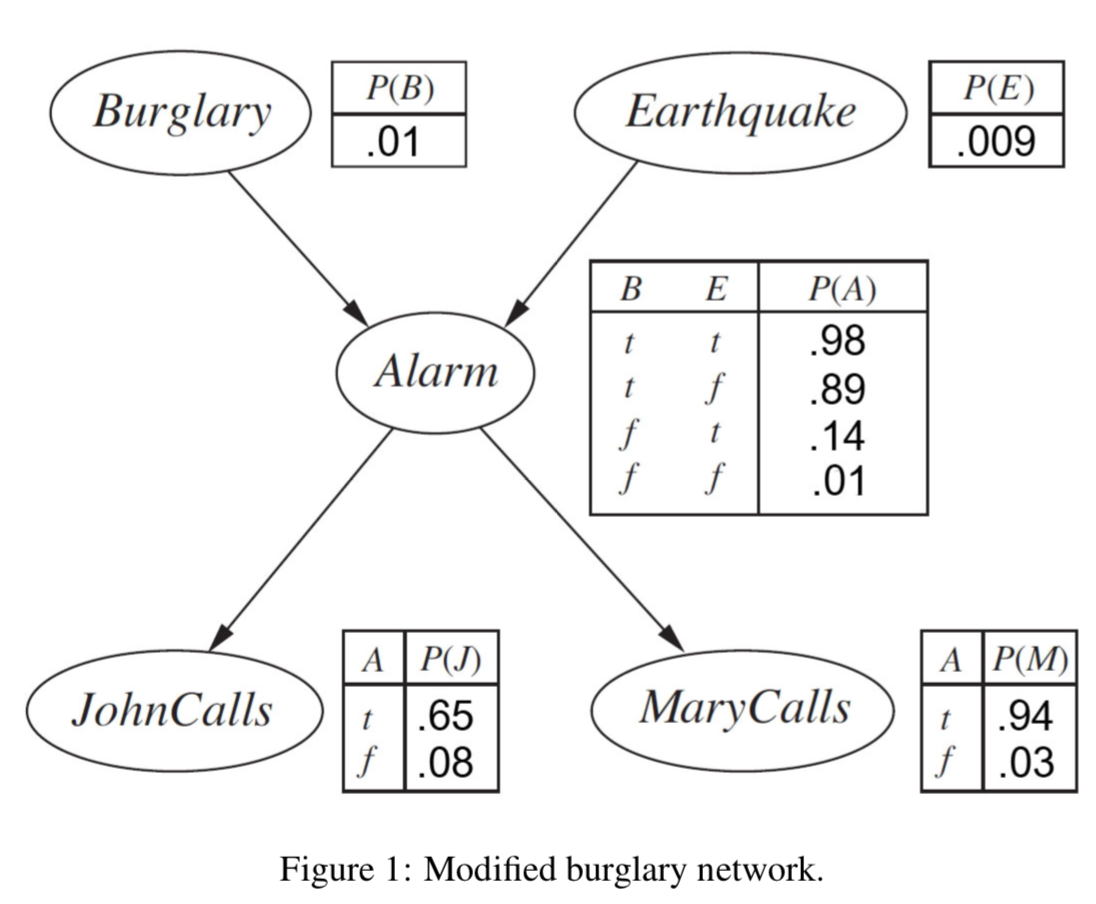 Burglary
P(B)
.01
Earthquake
P(E)
.009
B E P(A)
t t .98
t f .89
f t .14
f f .01
Alarm
JohnCalls
A P(J)
t .65
f .08
MaryCalls
A P(M)
t .94
f .03
Figure 1: Modified burglary network.